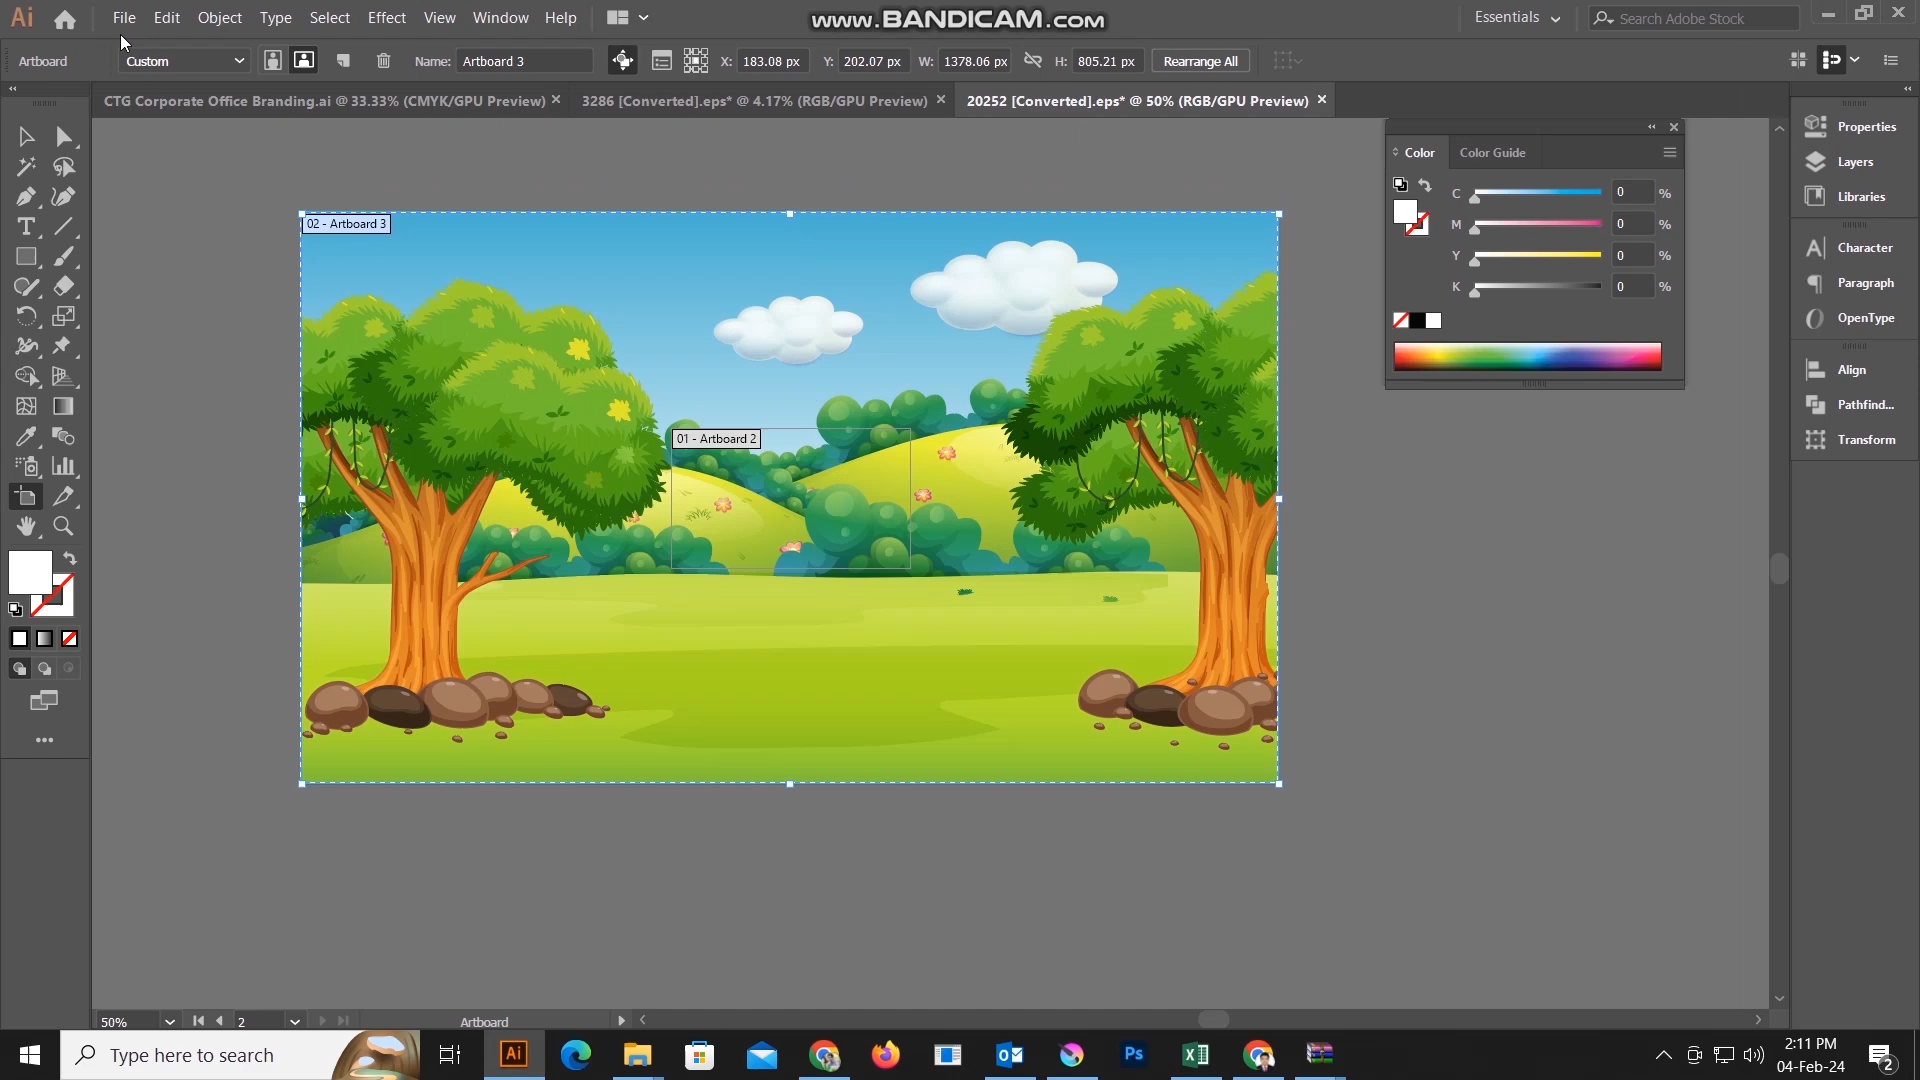 Ai File Edit Object Type Select Effect View Window Help
www.BANDICAM.com
Essentials
Search Adobe Stock
Artboard Custom Name: Artboard 3 X: 183.08 px Y: 202.07 px W: 1378.06 px H: 805.21 px Rearrange All
CTG Corporate Office Branding.ai @ 33.33% (CMYK/GPU Preview) 3286 [Converted].eps* @ 4.17% (RGB/GPU Preview) 20252 [Converted].eps* @ 50% (RGB/GPU Preview)
02 - Artboard 3
01 - Artboard 2
Color Color Guide
C 0 %
M 0 %
Y 0 %
K 0 %
Properties
Layers
Libraries
Character
Paragraph
OpenType
Align
Pathfind...
Transform
50% 2 Artboard
Type here to search
Ai
Ps
2:11 PM
04-Feb-24
2